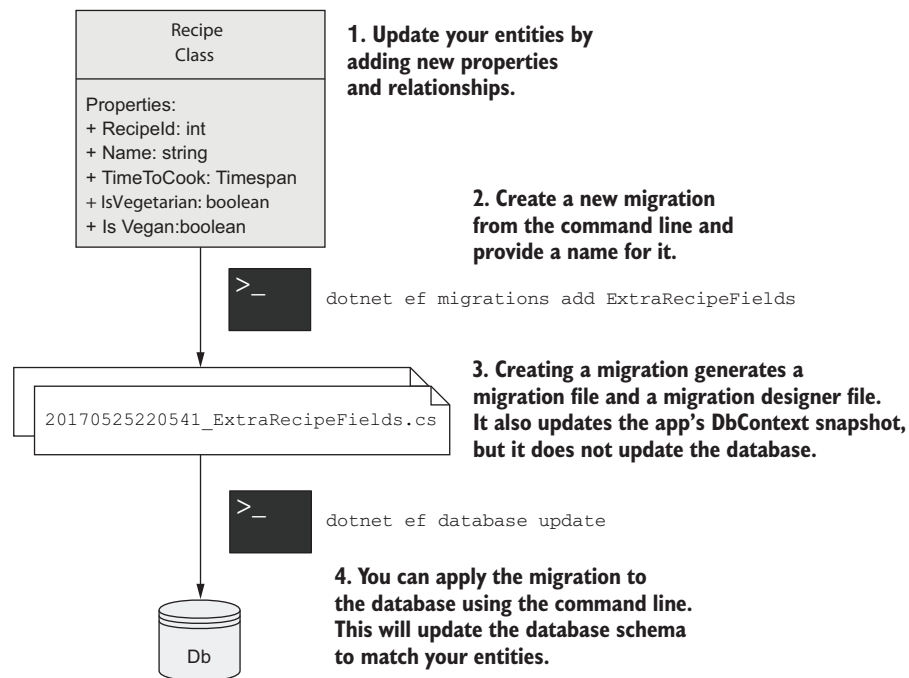 Recipe
Class
1. Update your entities by
adding new properties
and relationships.
Properties:
+ RecipeId: int
+ Name: string
+ TimeToCook: Timespan
+ IsVegetarian: boolean
+ Is Vegan:boolean
2. Create a new migration
from the command line and
provide a name for it.
>_
dotnet ef migrations add ExtraRecipeFields
3. Creating a migration generates a
migration file and a migration designer file.
It also updates the app's DbContext snapshot,
but it does not update the database.
20170525220541_ExtraRecipeFields.cs
>_
dotnet ef database update
4. You can apply the migration to
the database using the command line.
This will update the database schema
to match your entities.
Db